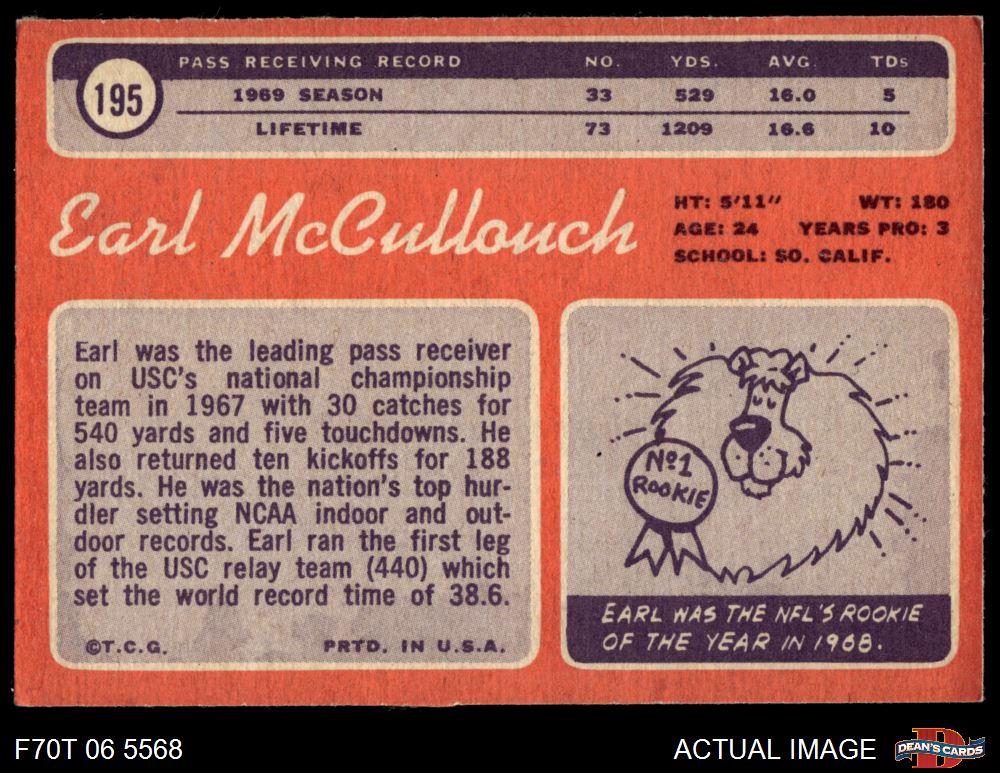 195
PASS RECEIVING RECORD NO. YDS. AVG. TDs
1969 SEASON 33 529 16.0 5
LIFETIME 73 1209 16.6 10
Earl McCullouch
HT: 5'11" WT: 180
AGE: 24 YEARS PRO: 3
SCHOOL: SO. CALIF.
Earl was the leading pass receiver
on USC's national championship
team in 1967 with 30 catches for
540 yards and five touchdowns. He
also returned ten kickoffs for 188
yards. He was the nation's top hur-
dler setting NCAA indoor and out-
door records. Earl ran the first leg
of the USC relay team (440) which
set the world record time of 38.6.
©T.C.G. PRTD. IN U.S.A.
Nº1
ROOKIE
EARL WAS THE NFL'S ROOKIE
OF THE YEAR IN 1968.
F70T 06 5568
ACTUAL IMAGE
D
DEAN'S CARDS